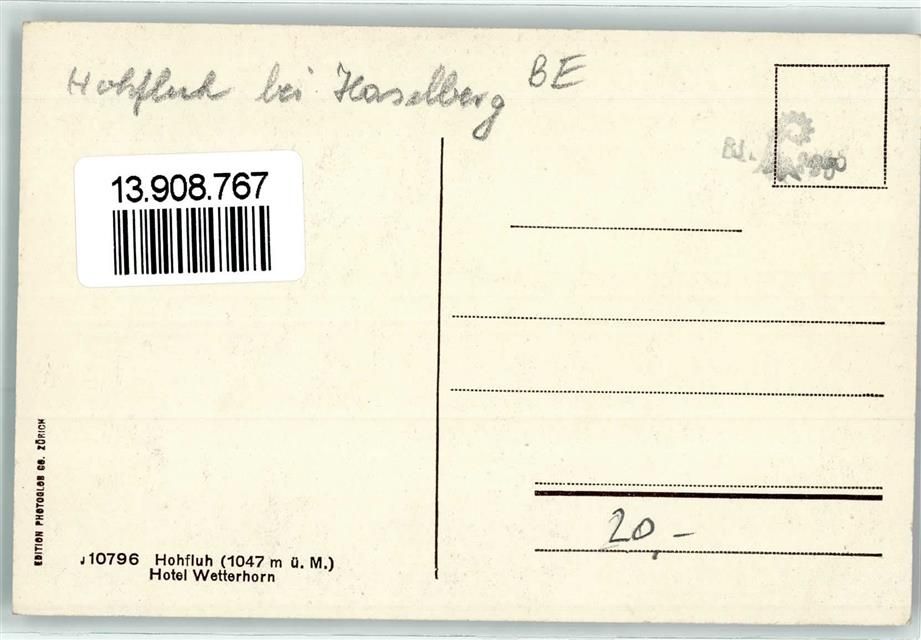 Hohfluh bei Haselberg BE
13.908.767
20,-
EDITION PHOTOGLOB CO. ZÜRICH
J 10796 Hohfluh (1047 m ü. M.)
Hotel Wetterhorn